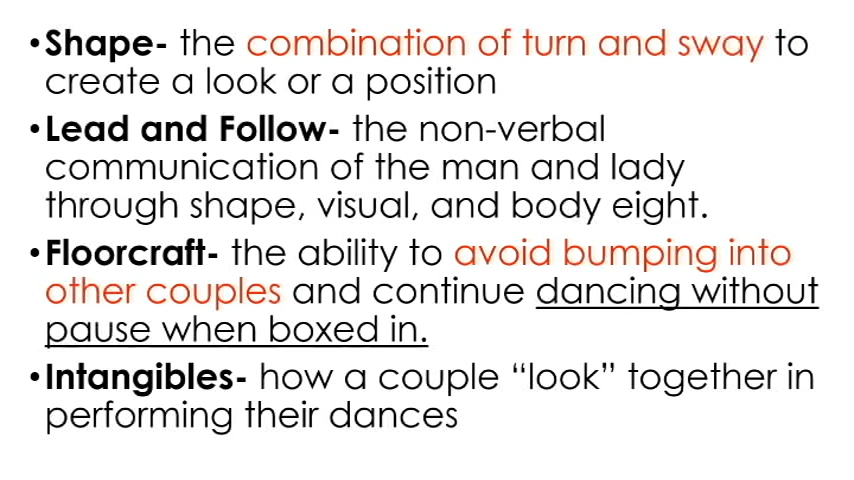 •Shape- the combination of turn and sway to
create a look or a position
•Lead and Follow- the non-verbal
communication of the man and lady
through shape, visual, and body eight.
•Floorcraft- the ability to avoid bumping into
other couples and continue dancing without
pause when boxed in.
•Intangibles- how a couple “look” together in
performing their dances